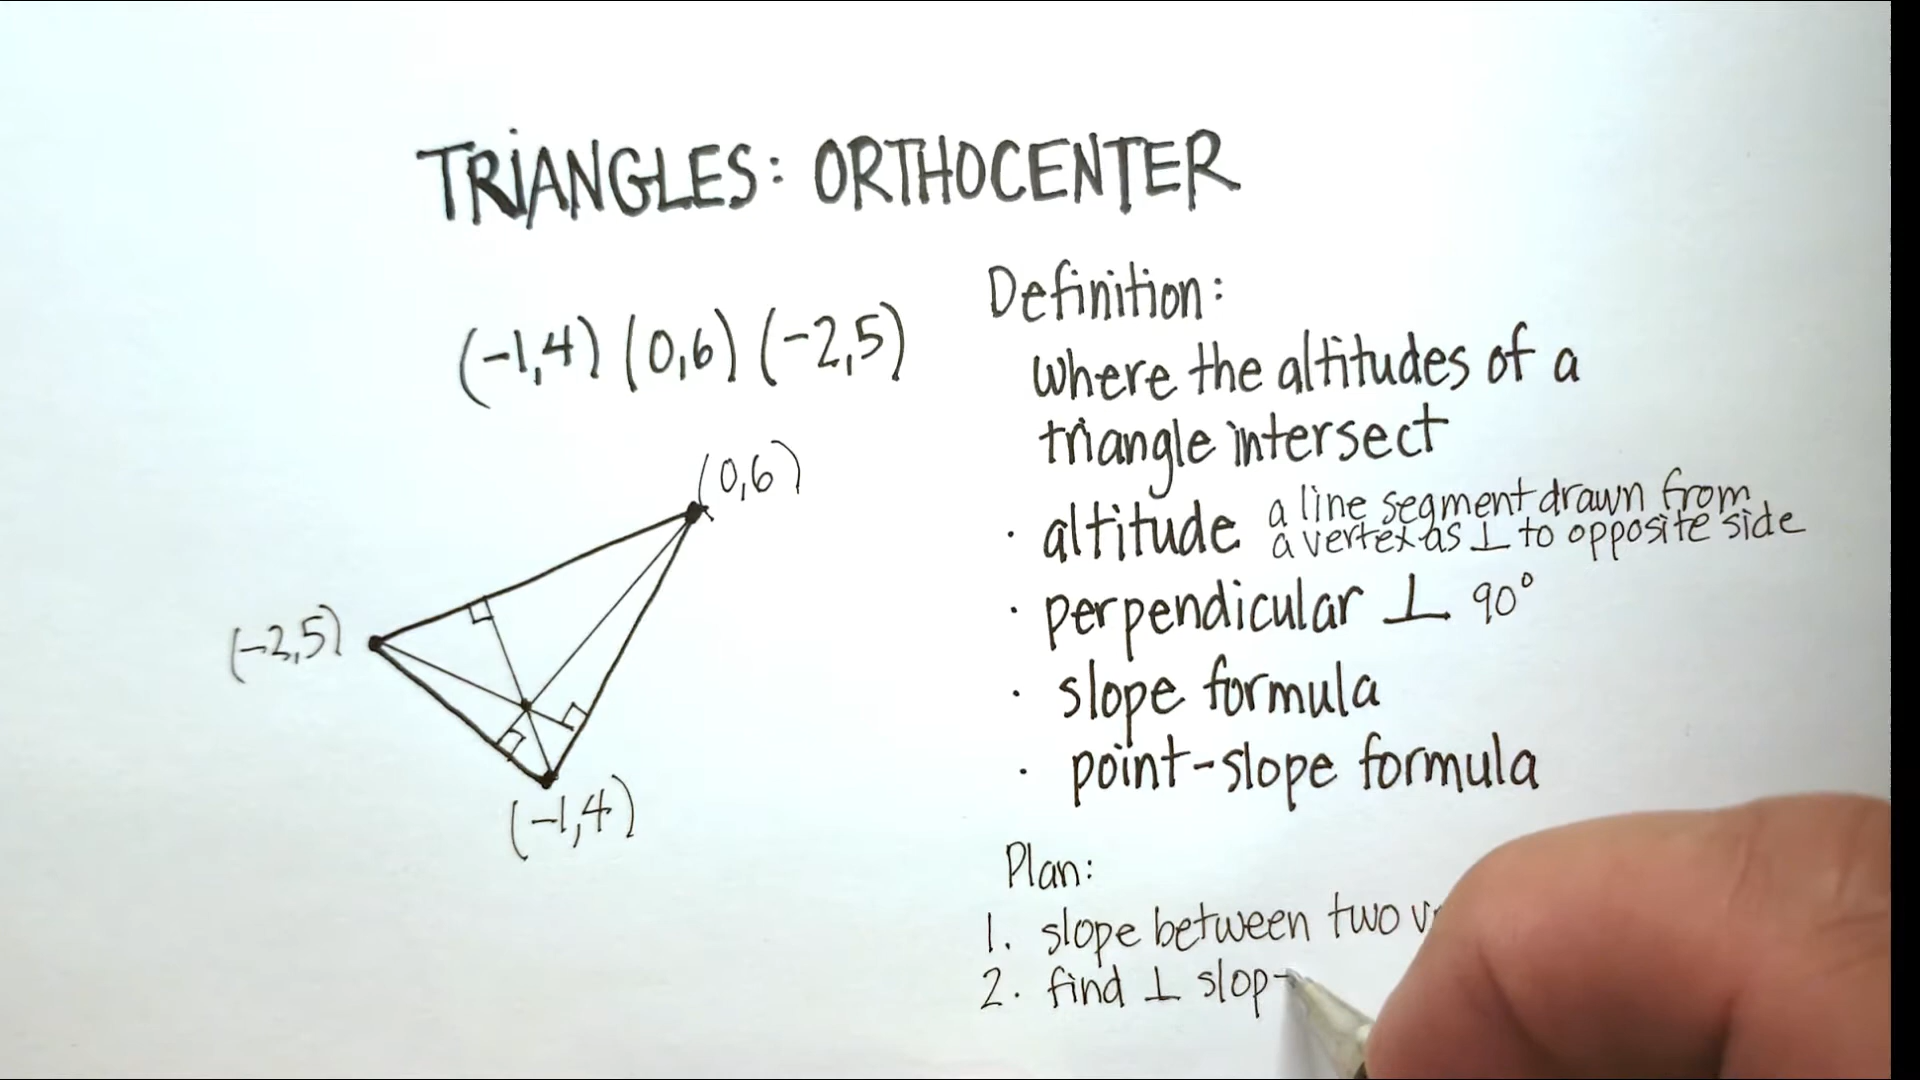 TRIANGLES: ORTHOCENTER
(-1,4) (0,6) (-2,5)
(0,6)
(-2,5)
(-1,4)
Definition:
where the altitudes of a
triangle intersect
· altitude a line segment drawn from
a vertex as ⊥ to opposite side
· perpendicular ⊥ 90°
· slope formula
· point-slope formula
Plan:
1. slope between two
2. find ⊥ slop